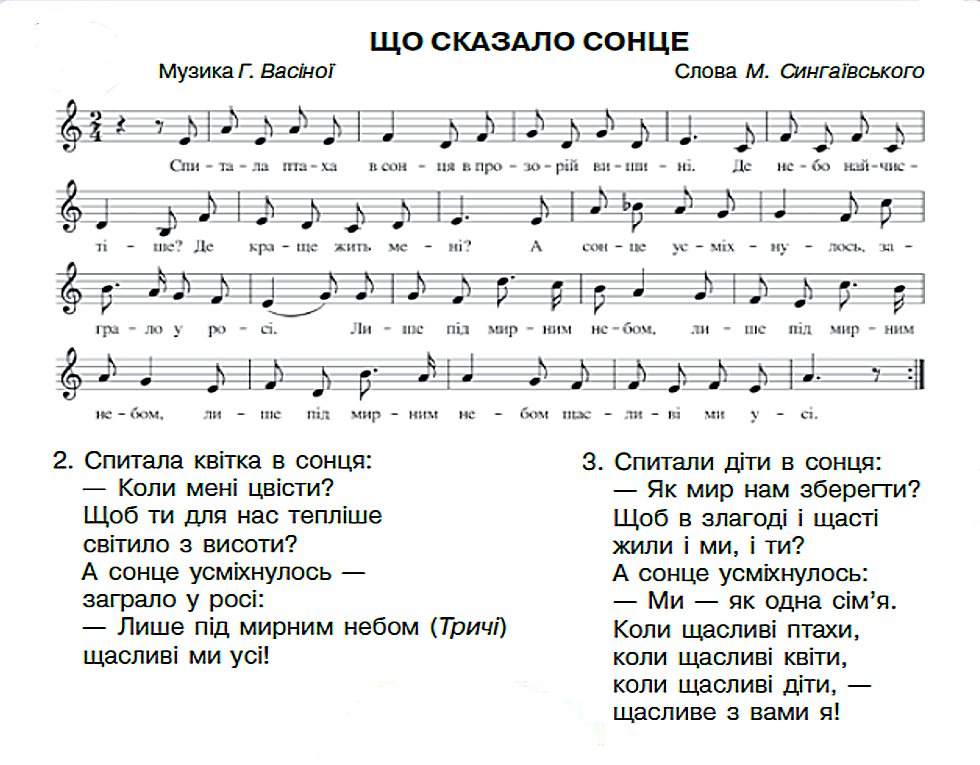 ЩО СКАЗАЛО СОНЦЕ
Музика Г. Васіної
Слова М. Сингаївського
2
4
Спи - та - ла пта - ха в сон - ця в про - зо - рій ви - ши - ні. Де не - бо най - чис -
ті - ше? Де кра - ще жить ме - ні? А сон - це ус - міх - ну - лось, за -
гра - ло у ро - сі. Ли - ше під мир - ним не - бом, ли - ше під мир - ним
не - бом, ли - ше під мир - ним не - бом щас - ли - ві ми у - сі.
2. Спитала квітка в сонця:
— Коли мені цвісти?
Щоб ти для нас тепліше
світило з висоти?
А сонце усміхнулось —
заграло у росі:
— Лише під мирним небом (Тричі)
щасливі ми усі!
3. Спитали діти в сонця:
— Як мир нам зберегти?
Щоб в злагоді і щасті
жили і ми, і ти?
А сонце усміхнулось:
— Ми — як одна сім’я.
Коли щасливі птахи,
коли щасливі квіти,
коли щасливі діти, —
щасливе з вами я!